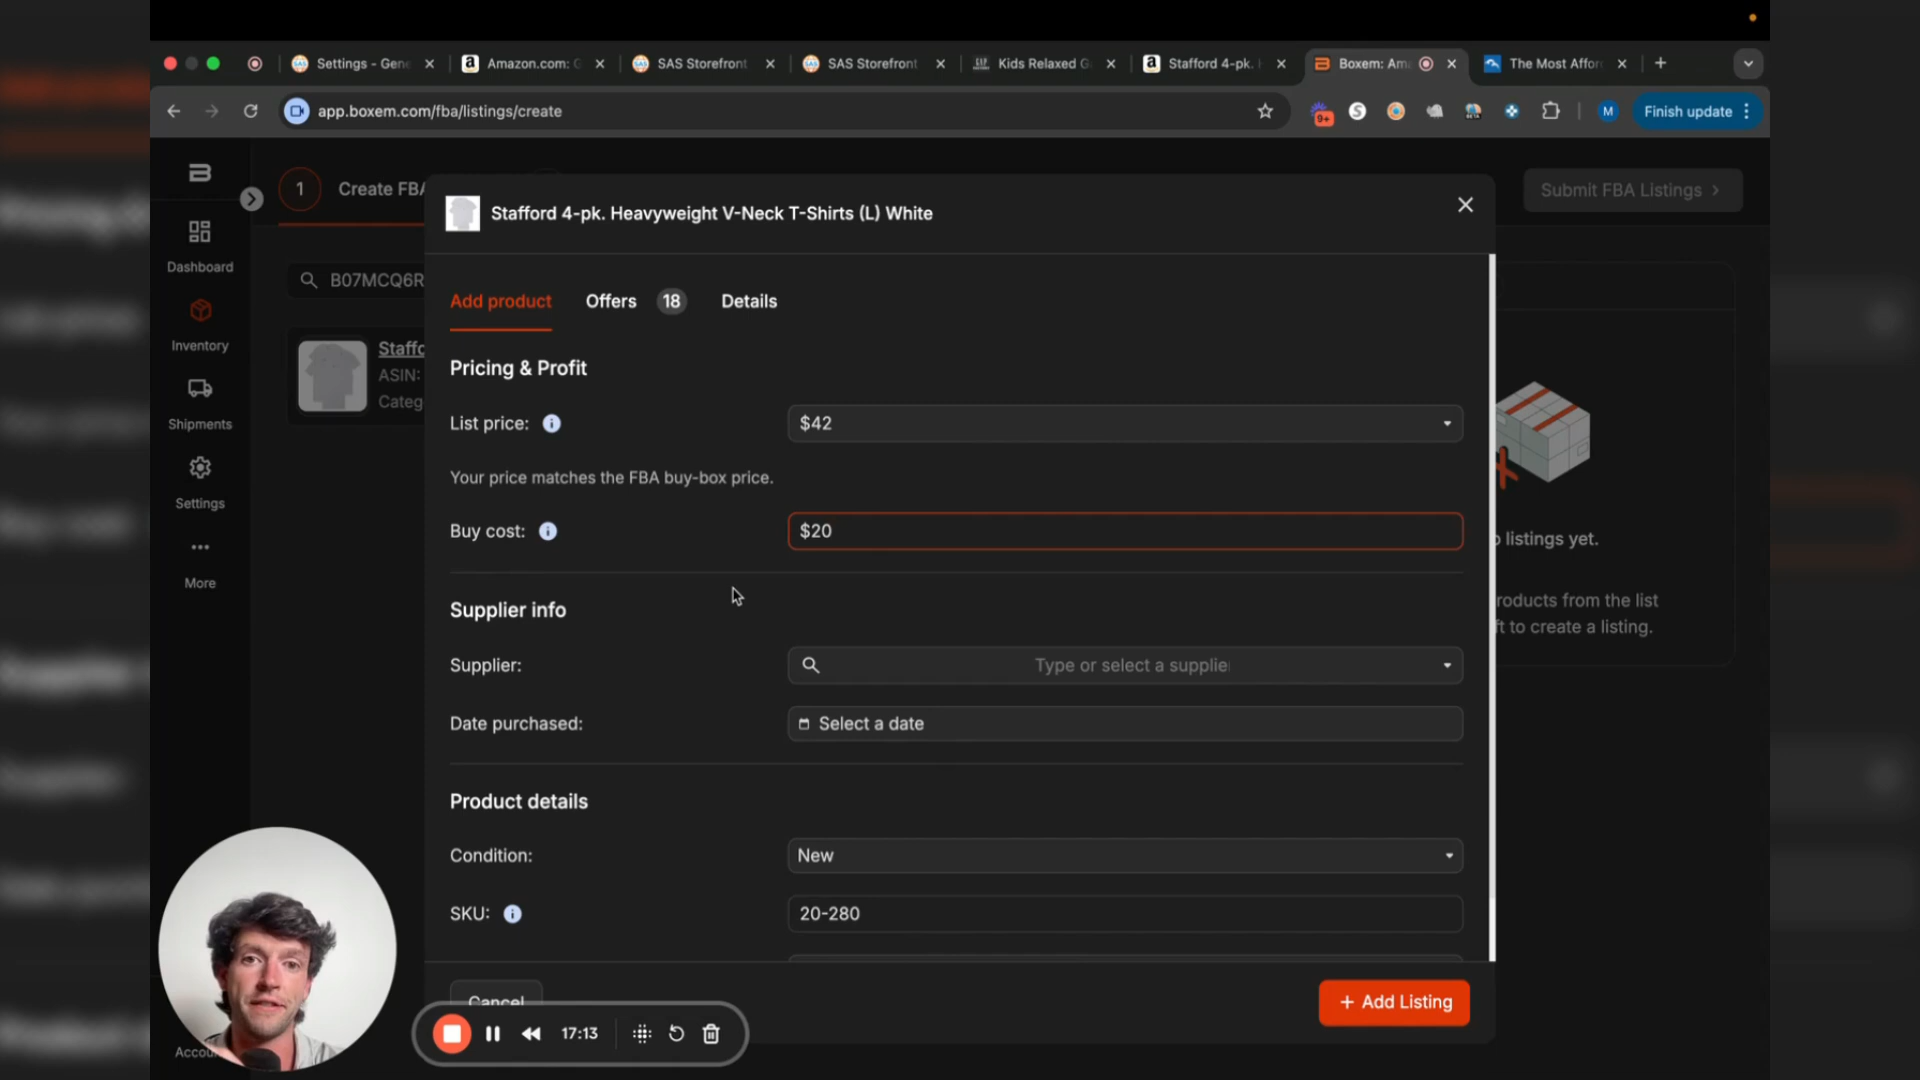 Settings - Gene
Amazon.com: G
SAS Storefront
SAS Storefront
Kids Relaxed G
Stafford 4-pk. H
Boxem: Ama
The Most Affor
app.boxem.com/fba/listings/create
9+
M
Finish update
1
Create FBA
Submit FBA Listings
Stafford 4-pk. Heavyweight V-Neck T-Shirts (L) White
Dashboard
B07MCQ6R
Add product
Offers
18
Details
Inventory
Staffo
ASIN:
Categ
Pricing & Profit
List price:
$42
Shipments
Your price matches the FBA buy-box price.
Settings
Buy cost:
$20
listings yet.
More
Supplier info
roducts from the list
ft to create a listing.
Supplier:
Type or select a supplier
Date purchased:
Select a date
Product details
Condition:
New
SKU:
20-280
Cancel
+ Add Listing
17:13
Accou